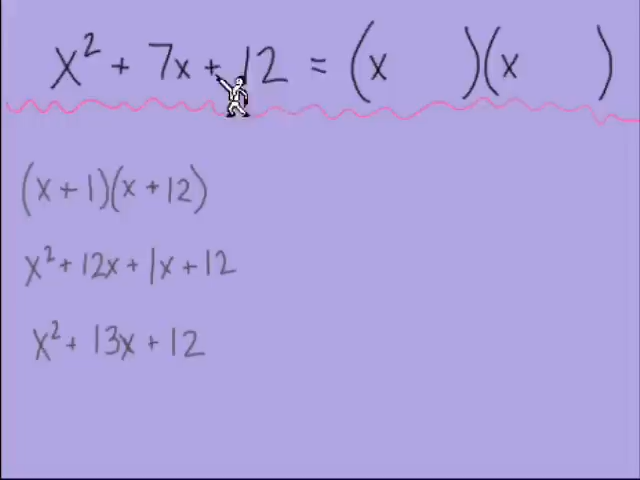 x² + 7x + 12 = (x    )(x    )
(x + 1)(x + 12)
x² + 12x + 1x + 12
x² + 13x + 12